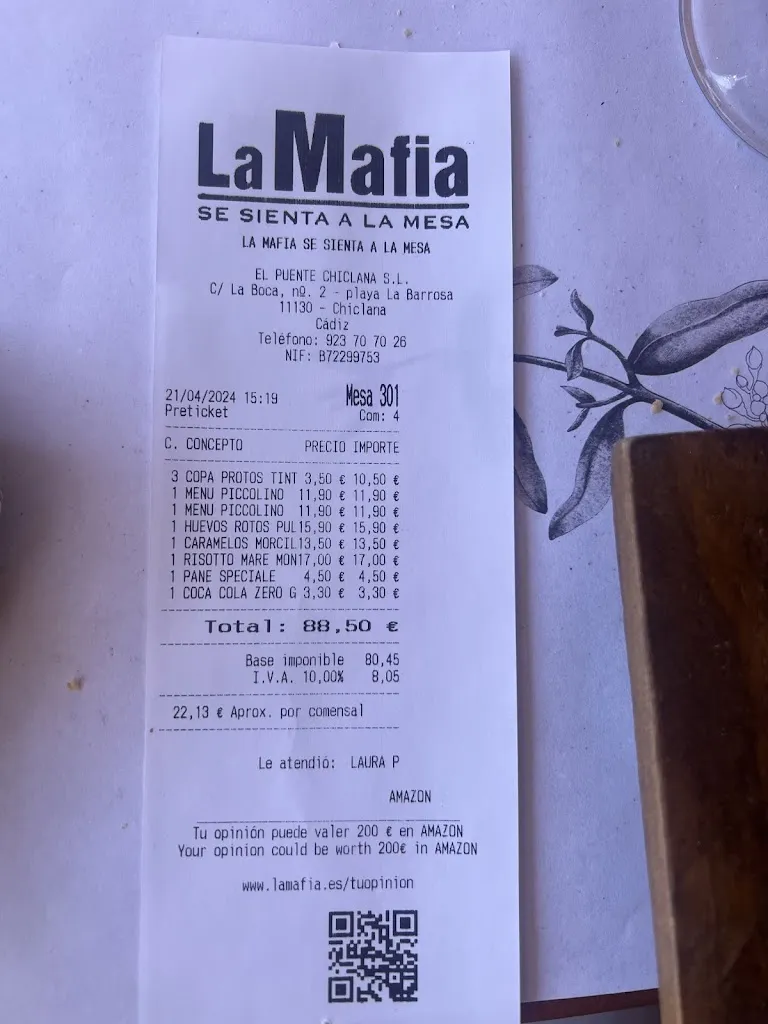 La Mafia
SE SIENTA A LA MESA
LA MAFIA SE SIENTA A LA MESA
EL PUENTE CHICLANA S.L.
C/ La Boca, nº. 2 - playa La Barrosa
11130 - Chiclana
Cádiz
Teléfono: 923 70 70 26
NIF: B72299753
21/04/2024 15:19 Mesa 301
Preticket Com: 4
C. CONCEPTO PRECIO IMPORTE
3 COPA PROTOS TINT 3,50 € 10,50 €
1 MENU PICCOLINO 11,90 € 11,90 €
1 MENU PICCOLINO 11,90 € 11,90 €
1 HUEVOS ROTOS PUL15,90 € 15,90 €
1 CARAMELOS MORCIL13,50 € 13,50 €
1 RISOTTO MARE MON17,00 € 17,00 €
1 PANE SPECIALE 4,50 € 4,50 €
1 COCA COLA ZERO G 3,30 € 3,30 €
Total: 88,50 €
Base imponible 80,45
I.V.A. 10,00% 8,05
22,13 € Aprox. por comensal
Le atendió: LAURA P
AMAZON
Tu opinión puede valer 200 € en AMAZON
Your opinion could be worth 200€ in AMAZON
www.lamafia.es/tuopinion